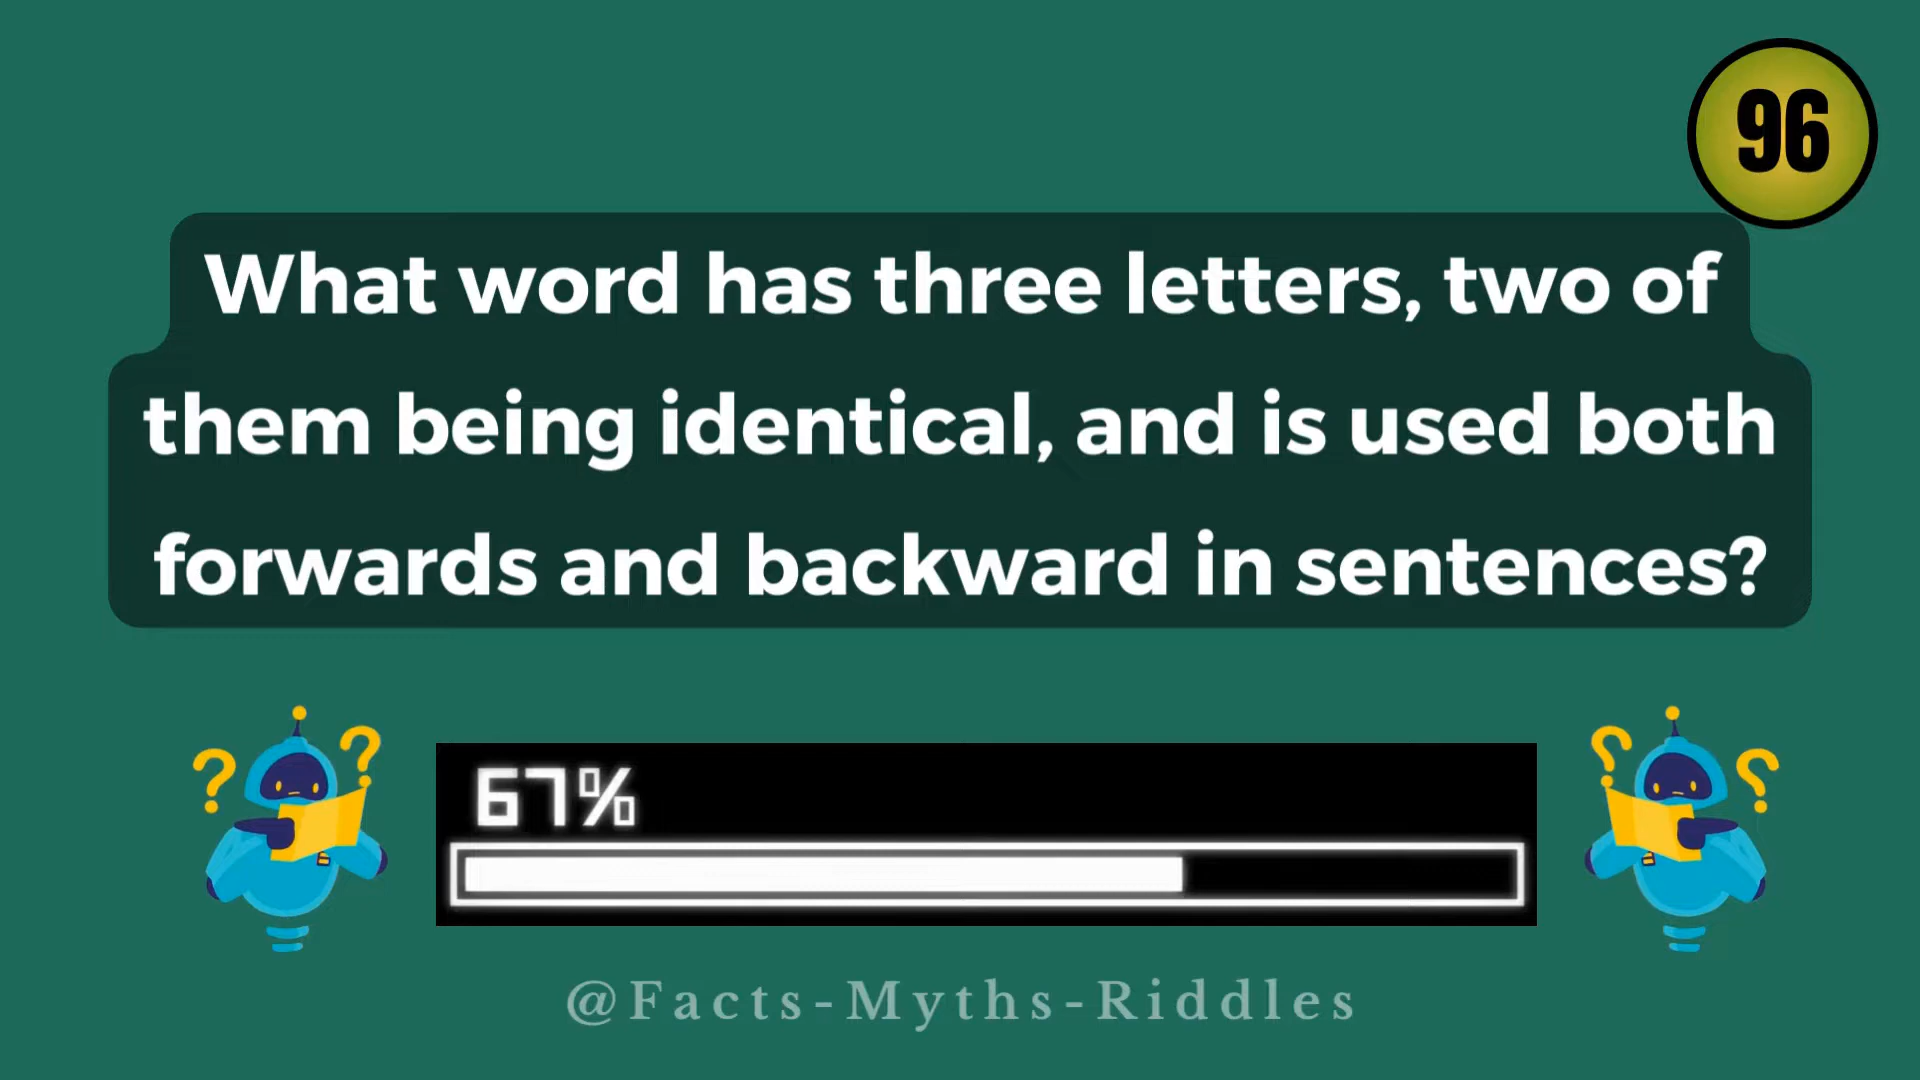 96
What word has three letters, two of
them being identical, and is used both
forwards and backward in sentences?
? ?
67%
? ?
@Facts-Myths-Riddles